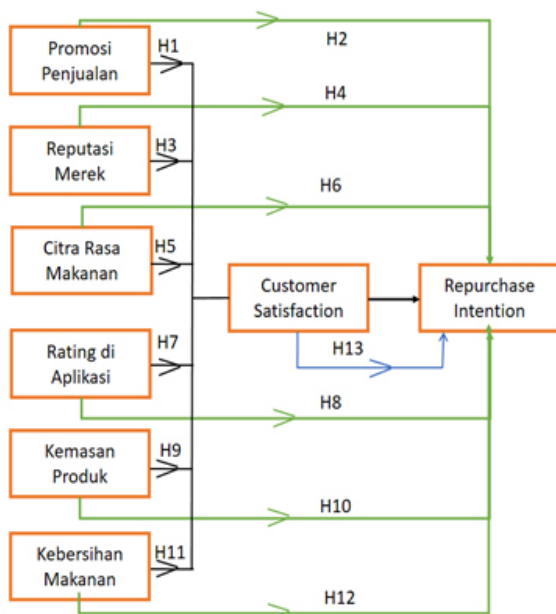 H2
Promosi
Penjualan
H1
H4
Reputasi
Merek
H3
H6
Citra Rasa
Makanan
H5
Customer
Satisfaction
Repurchase
Intention
Rating di
Aplikasi
H7
H13
H8
Kemasan
Produk
H9
H10
Kebersihan
Makanan
H11
H12